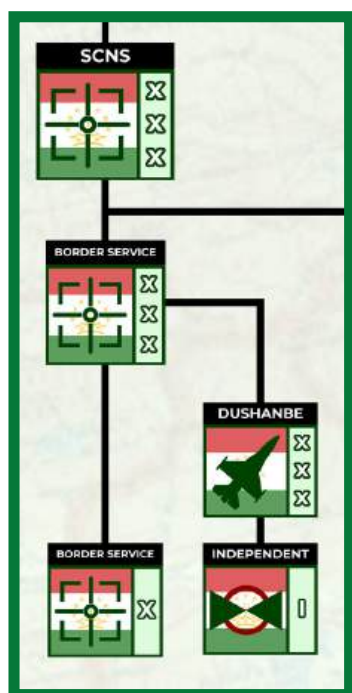 SCNS
X
X
X
BORDER SERVICE
X
X
X
DUSHANBE
X
X
X
BORDER SERVICE
X
INDEPENDENT
I